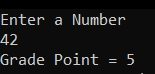 Enter a Number
42
Grade Point = 5